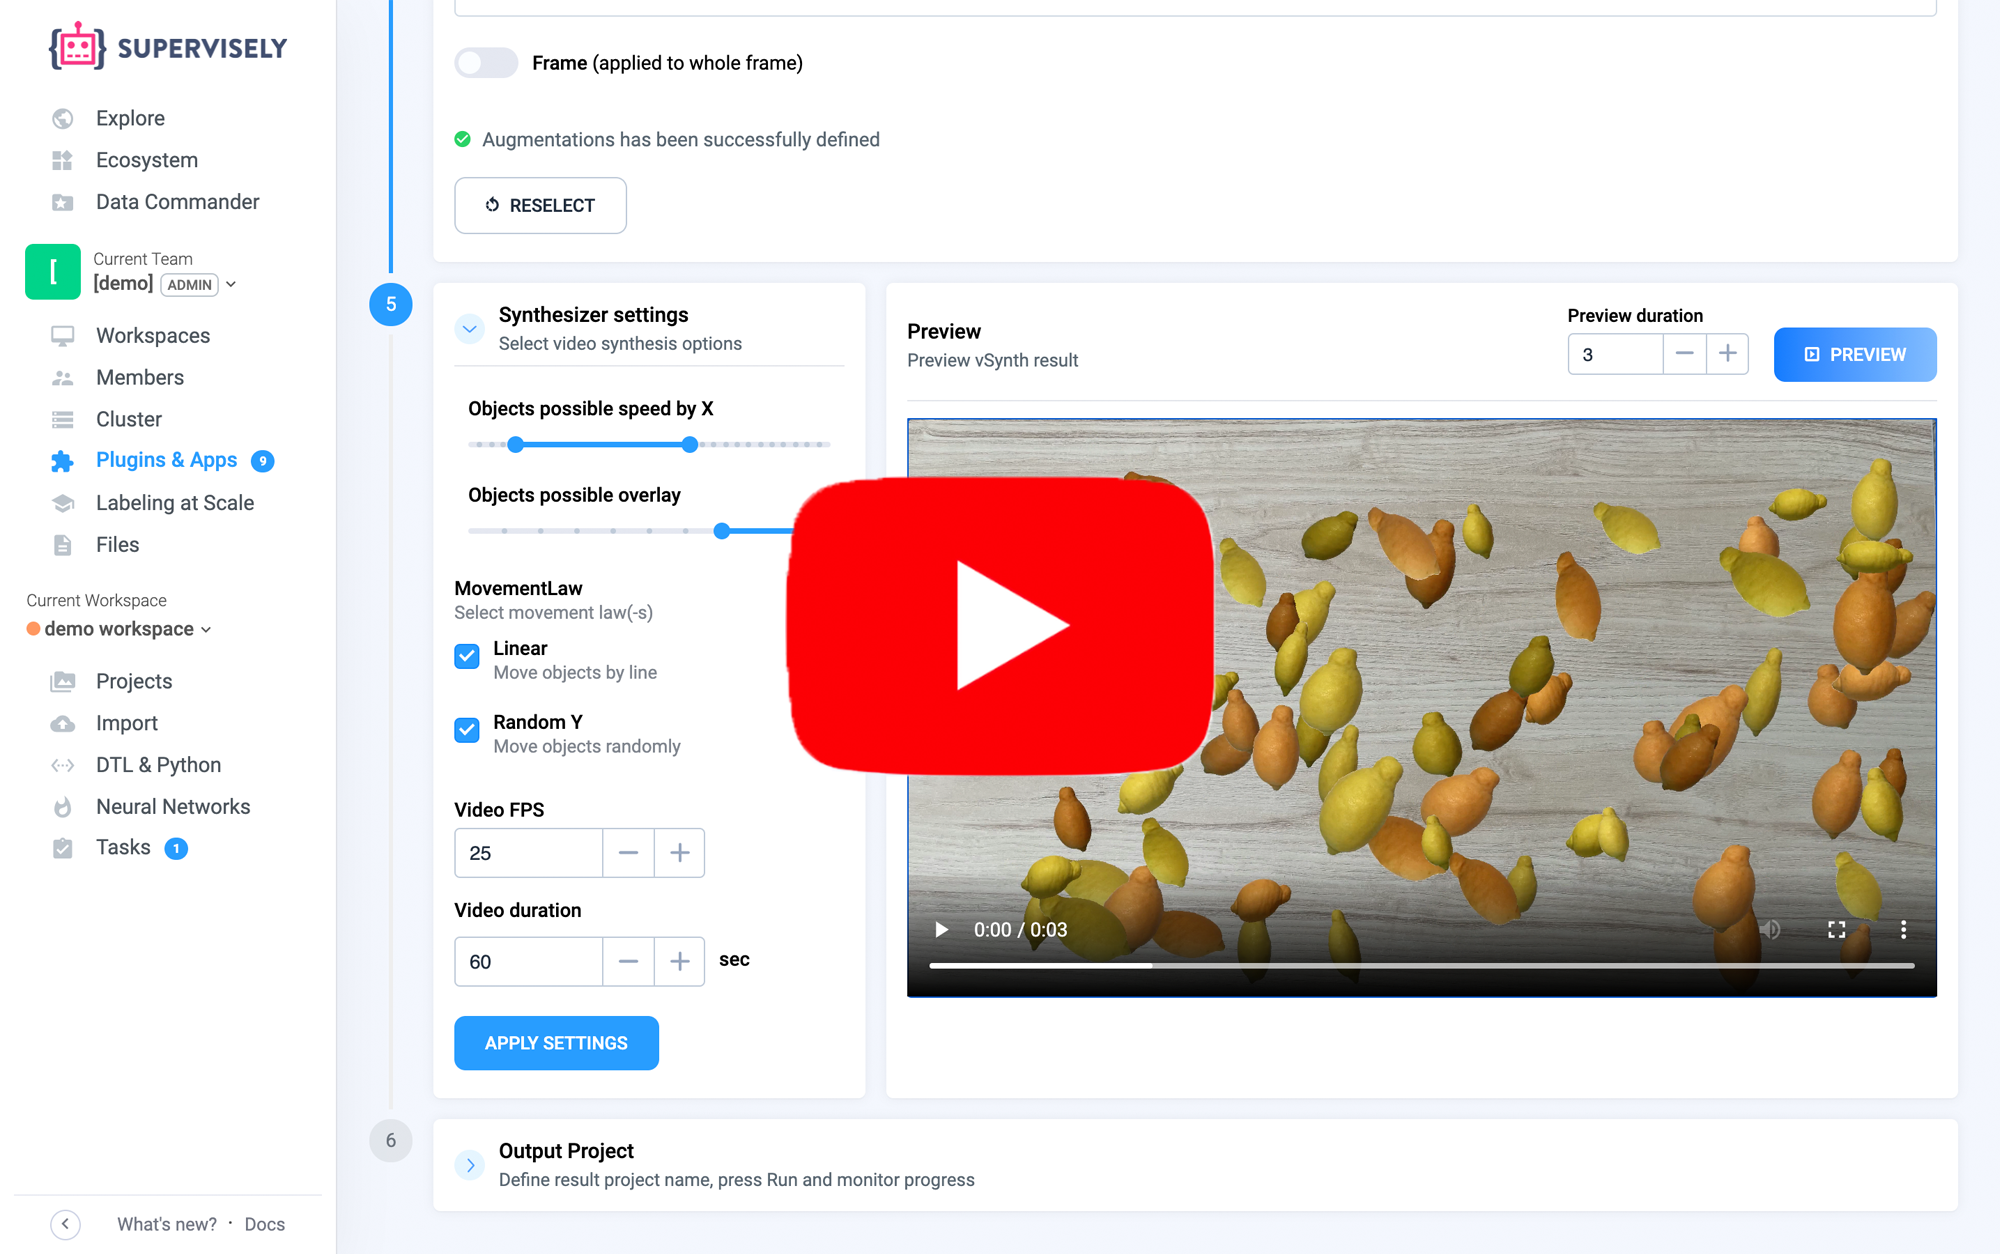 SUPERVISELY
Explore
Ecosystem
Data Commander
[
Current Team
[demo] ADMIN
Workspaces
Members
Cluster
Plugins & Apps 9
Labeling at Scale
Files
Current Workspace
demo workspace
Projects
Import
DTL & Python
Neural Networks
Tasks 1
What's new? · Docs
Frame (applied to whole frame)
Augmentations has been successfully defined
RESELECT
5
Synthesizer settings
Select video synthesis options
Objects possible speed by X
Objects possible overlay
MovementLaw
Select movement law(-s)
Linear
Move objects by line
Random Y
Move objects randomly
Video FPS
25
Video duration
60 sec
APPLY SETTINGS
Preview
Preview vSynth result
Preview duration
3
PREVIEW
0:00 / 0:03
6
Output Project
Define result project name, press Run and monitor progress